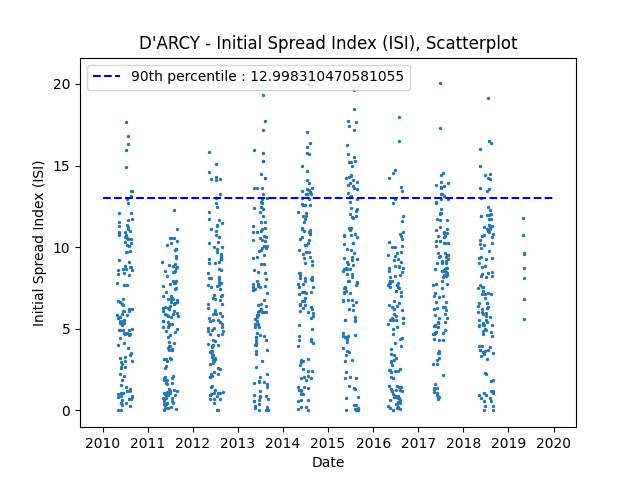 D'ARCY - Initial Spread Index (ISI), Scatterplot
90th percentile : 12.998310470581055
20
15
10
5
0
Initial Spread Index (ISI)
2010 2011 2012 2013 2014 2015 2016 2017 2018 2019 2020
Date